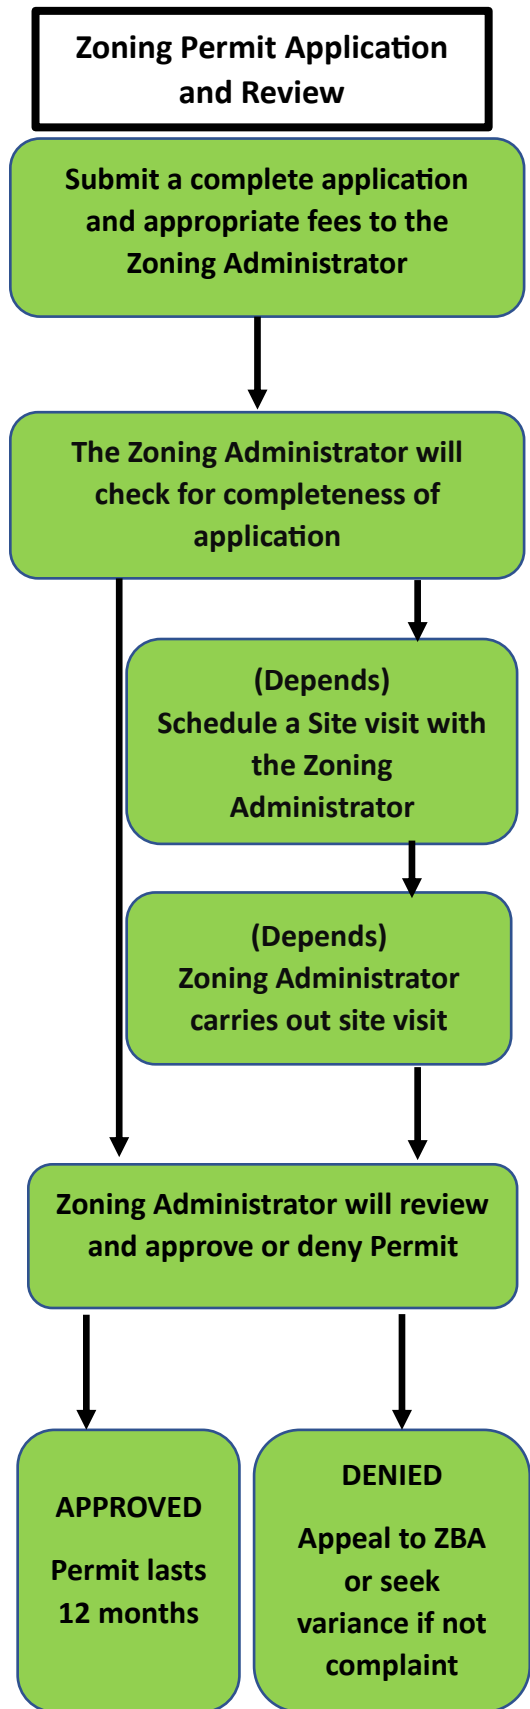 Zoning Permit Application
and Review
Submit a complete application
and appropriate fees to the
Zoning Administrator
The Zoning Administrator will
check for completeness of
application
(Depends)
Schedule a Site visit with
the Zoning
Administrator
(Depends)
Zoning Administrator
carries out site visit
Zoning Administrator will review
and approve or deny Permit
APPROVED
Permit lasts
12 months
DENIED
Appeal to ZBA
or seek
variance if not
complaint